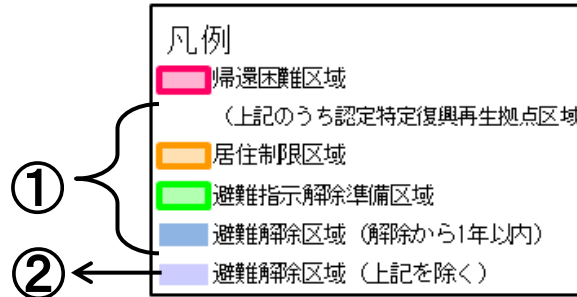 凡例
帰還困難区域
（上記のうち認定特定復興再生拠点区域
居住制限区域
避難指示解除準備区域
避難解除区域（解除から1年以内）
避難解除区域（上記を除く）
①
②